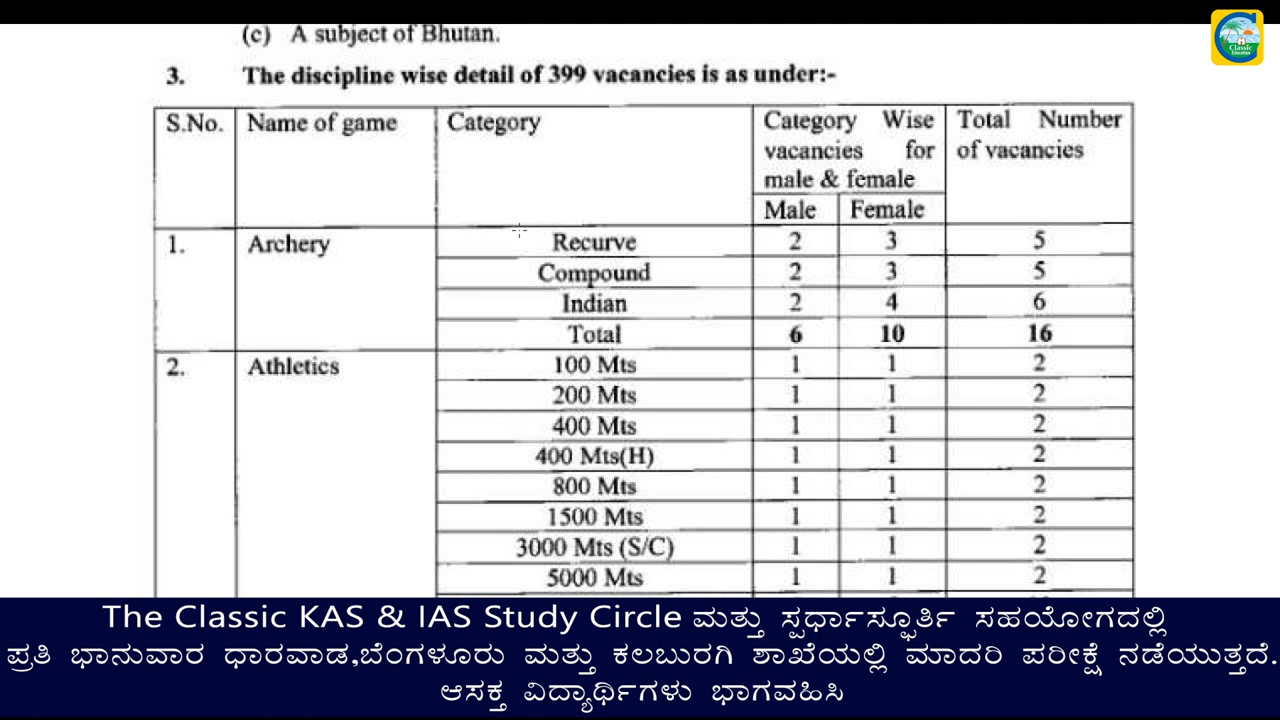 (c) A subject of Bhutan.
Classic
Education
3. The discipline wise detail of 399 vacancies is as under:-
S.No. Name of game Category Category Wise vacancies for male & female Total Number of vacancies
Male Female
1. Archery Recurve 2 3 5
Compound 2 3 5
Indian 2 4 6
Total 6 10 16
2. Athletics 100 Mts 1 1 2
200 Mts 1 1 2
400 Mts 1 1 2
400 Mts(H) 1 1 2
800 Mts 1 1 2
1500 Mts 1 1 2
3000 Mts (S/C) 1 1 2
5000 Mts 1 1 2
The Classic KAS & IAS Study Circle ಮತ್ತು ಸ್ಪರ್ಧಾಸ್ಫೂರ್ತಿ ಸಹಯೋಗದಲ್ಲಿ
ಪ್ರತಿ ಭಾನುವಾರ ಧಾರವಾಡ,ಬೆಂಗಳೂರು ಮತ್ತು ಕಲಬುರಗಿ ಶಾಖೆಯಲ್ಲಿ ಮಾದರಿ ಪರೀಕ್ಷೆ ನಡೆಯುತ್ತದೆ.
ಆಸಕ್ತ ವಿದ್ಯಾರ್ಥಿಗಳು ಭಾಗವಹಿಸಿ